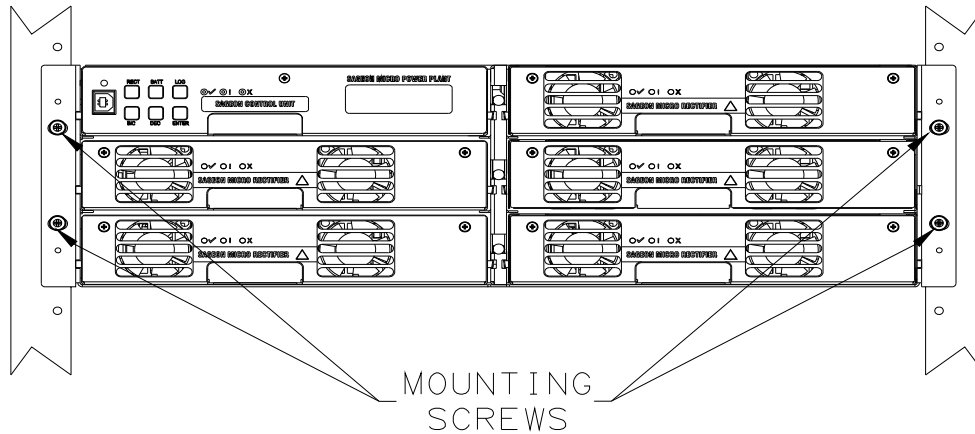 RECT BATT LOG
SAGEON MICRO POWER PLANT
SAGEON CONTROL UNIT
INC DEC ENTER
SAGEON MICRO RECTIFIER
SAGEON MICRO RECTIFIER
SAGEON MICRO RECTIFIER
SAGEON MICRO RECTIFIER
SAGEON MICRO RECTIFIER
MOUNTING
SCREWS